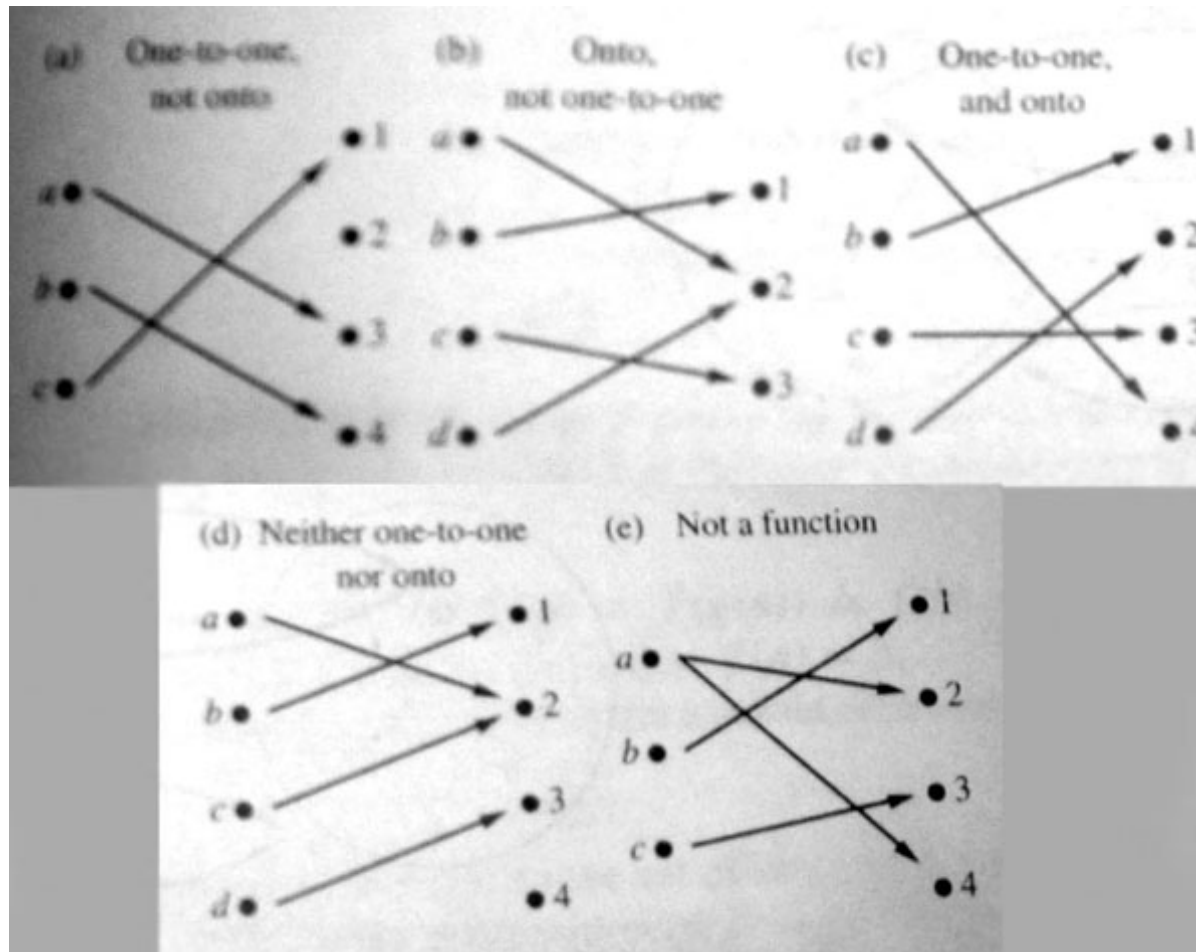 (a) One-to-one,
not onto
a
b
c
1
2
3
4
(b) Onto,
not one-to-one
a
b
c
d
1
2
3
(c) One-to-one,
and onto
a
b
c
d
1
2
3
4
(d) Neither one-to-one
nor onto
a
b
c
d
1
2
3
4
(e) Not a function
a
b
c
1
2
3
4